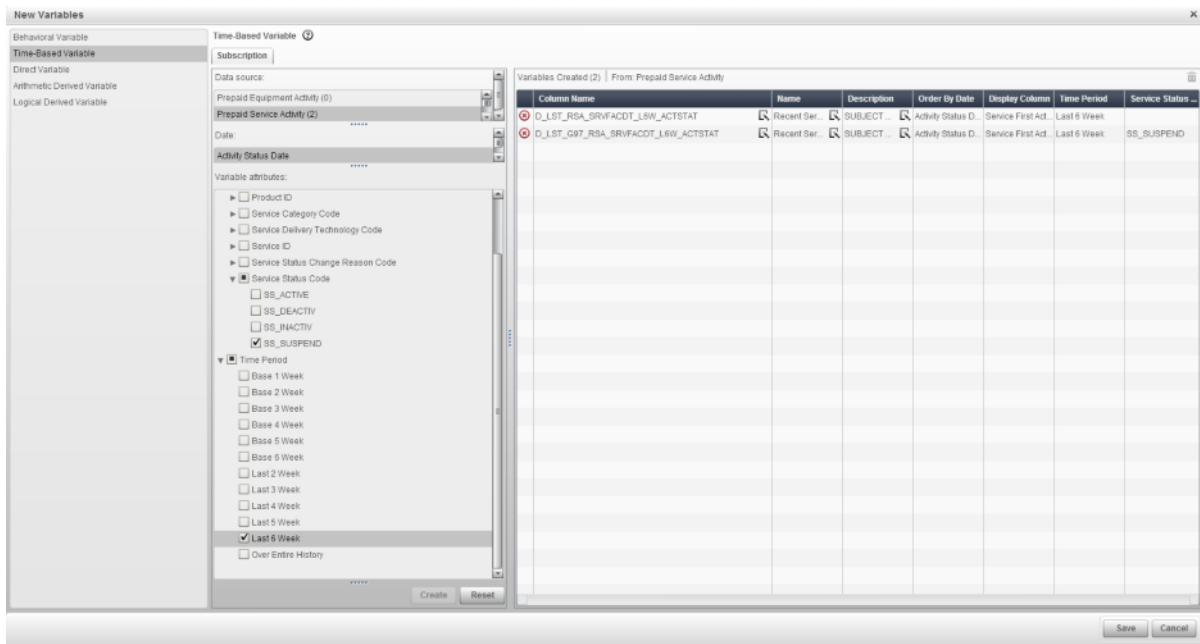 New Variables
Behavioral Variable
Time-Based Variable
Direct Variable
Arithmetic Derived Variable
Logical Derived Variable
Time-Based Variable
Subscription
Data source:
Prepaid Equipment Activity (0)
Prepaid Service Activity (2)
Date:
Activity Status Date
Variable attributes:
Product ID
Service Category Code
Service Delivery Technology Code
Service ID
Service Status Change Reason Code
Service Status Code
SS_ACTIVE
SS_DEACTIV
SS_INACTIV
SS_SUSPEND
Time Period
Base 1 Week
Base 2 Week
Base 3 Week
Base 4 Week
Base 5 Week
Base 6 Week
Last 2 Week
Last 3 Week
Last 4 Week
Last 5 Week
Last 6 Week
Over Entire History
Create Reset
Variables Created (2) | From: Prepaid Service Activity
Column Name Name Description Order By Date Display Column Time Period Service Status ...
D_LST_RSA_SRVFACDT_L6W_ACTSTAT Recent Ser... SUBJECT ... Activity Status D... Service First Act... Last 6 Week
D_LST_G97_RSA_SRVFACDT_L6W_ACTSTAT Recent Ser... SUBJECT ... Activity Status D... Service First Act... Last 6 Week SS_SUSPEND
Save Cancel